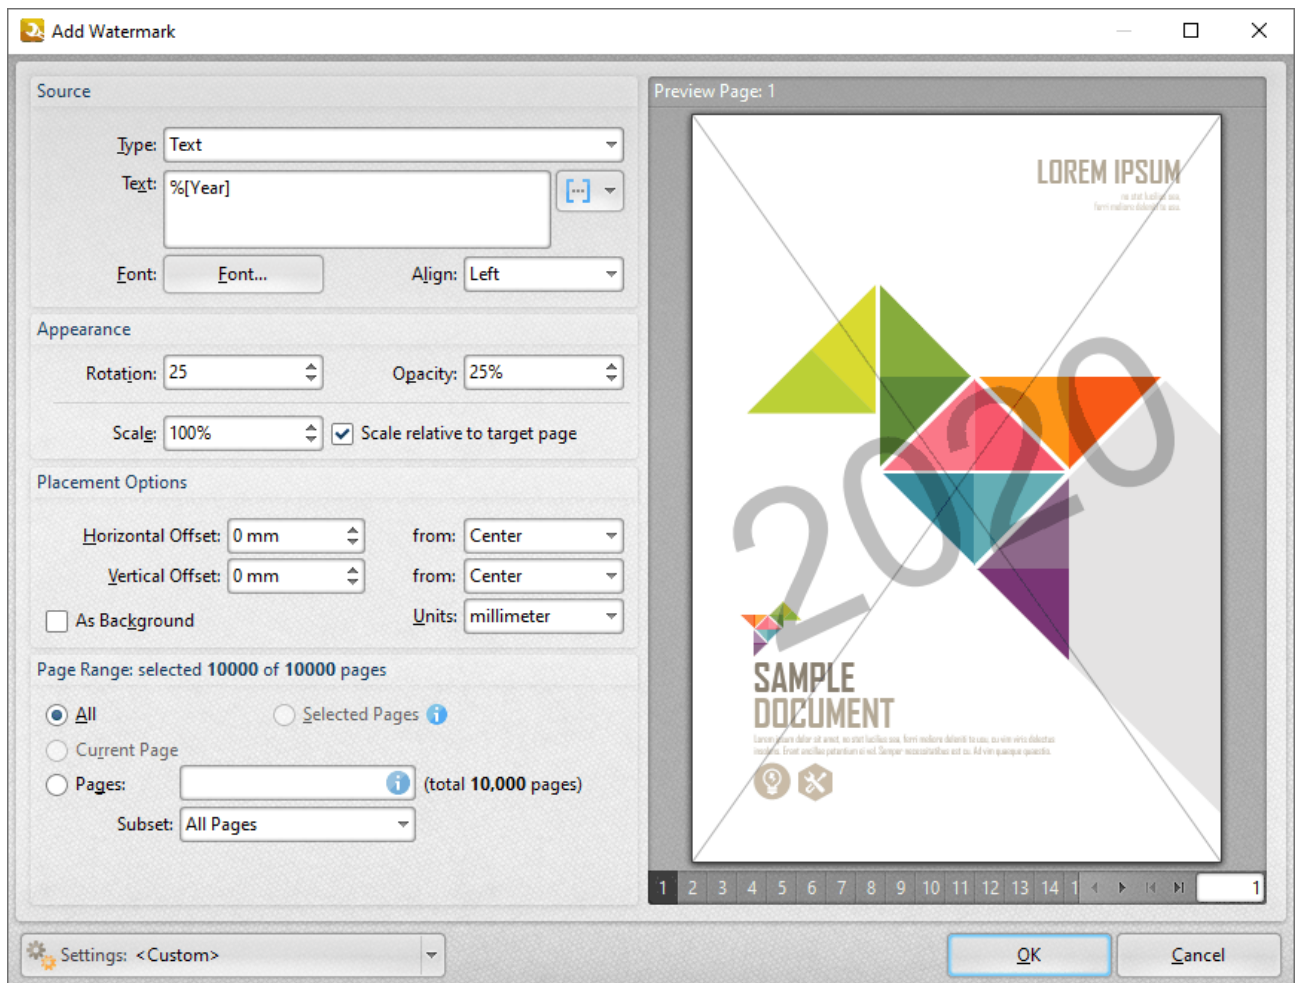 Add Watermark
Source
Type: Text
Text: %[Year]
Font: Font... Align: Left
Appearance
Rotation: 25 Opacity: 25%
Scale: 100% Scale relative to target page
Placement Options
Horizontal Offset: 0 mm from: Center
Vertical Offset: 0 mm from: Center
As Background Units: millimeter
Page Range: selected 10000 of 10000 pages
All Selected Pages
Current Page
Pages: (total 10,000 pages)
Subset: All Pages
Settings: <Custom>
Preview Page: 1
LOREM IPSUM
2020
SAMPLE
DOCUMENT
1 2 3 4 5 6 7 8 9 10 11 12 13 14 1 1
OK Cancel